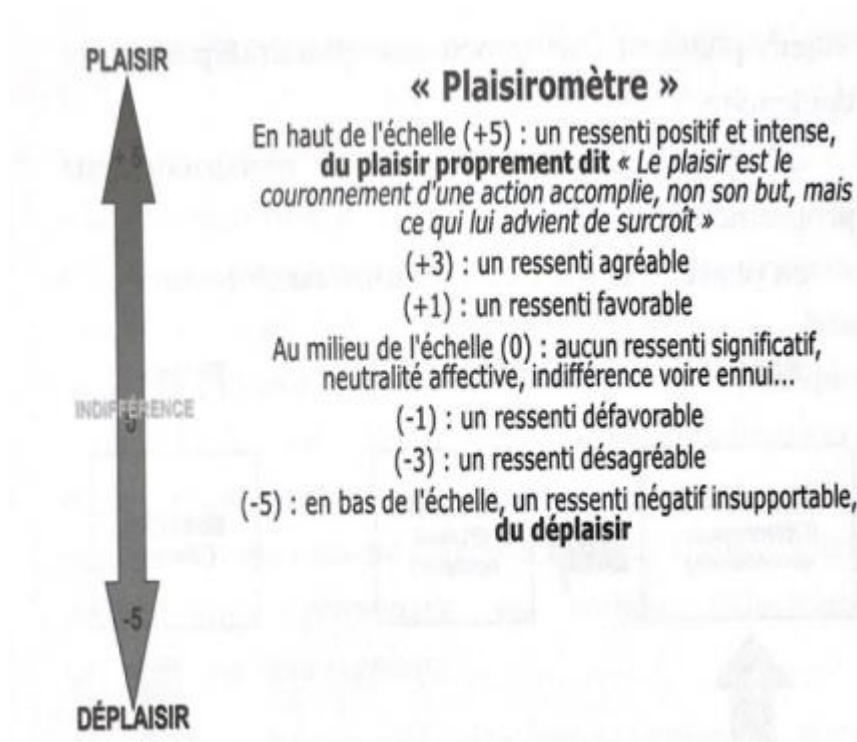 PLAISIR
+ 5
INDIFFÉRENCE
0
-5
DÉPLAISIR
« Plaisiromètre »
En haut de l'échelle (+5) : un ressenti positif et intense,
du plaisir proprement dit « Le plaisir est le
couronnement d'une action accomplie, non son but, mais
ce qui lui advient de surcroît »
(+3) : un ressenti agréable
(+1) : un ressenti favorable
Au milieu de l'échelle (0) : aucun ressenti significatif,
neutralité affective, indifférence voire ennui...
(-1) : un ressenti défavorable
(-3) : un ressenti désagréable
(-5) : en bas de l'échelle, un ressenti négatif insupportable,
du déplaisir